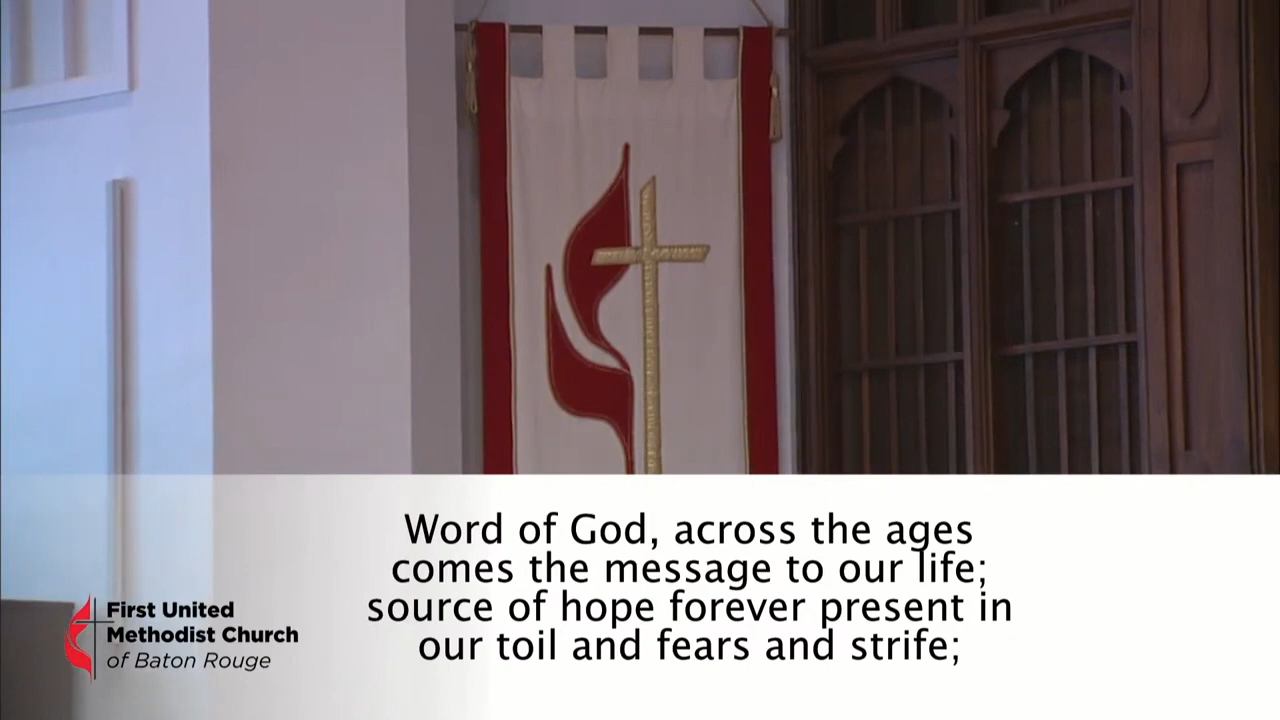 Word of God, across the ages
comes the message to our life;
source of hope forever present in
our toil and fears and strife;
First United
Methodist Church
of Baton Rouge